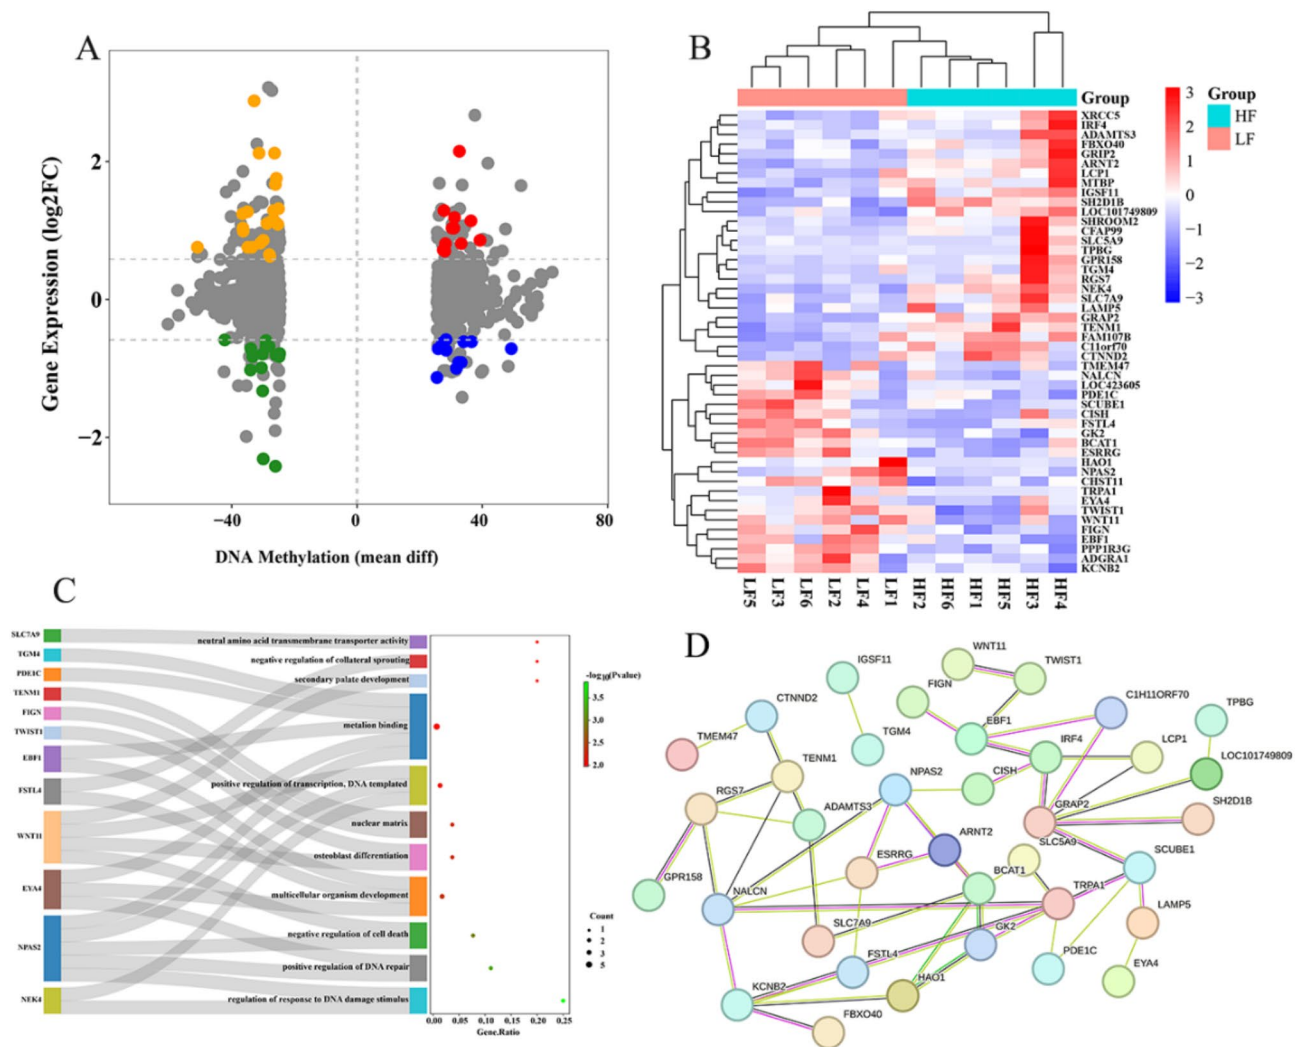 A
Gene Expression (log2FC)
2
0
−2
−40
0
40
80
DNA Methylation (mean diff)
B
Group
XRCC5
IRF4
ADAMTS3
FBXO40
GRIP2
ARNT2
LCP1
MTBP
IGSF11
SH2D1B
LOC101749809
SHROOM2
CFAP99
SLC5A9
TPBG
GPR158
TGM4
RGS7
NEK4
SLC7A9
LAMP5
GRAP2
TENM1
FAM107B
C11orf70
CTNND2
TMEM47
NALCN
LOC423605
PDE1C
SCUBE1
CISH
FSTL4
GK2
BCAT1
ESRRG
HAO1
NPAS2
CHST11
TRPA1
EYA4
TWIST1
WNT11
FIGN
EBF1
PPP1R3G
ADGRA1
KCNB2
LF5
LF3
LF6
LF2
LF4
LF1
HF2
HF6
HF1
HF5
HF3
HF4
3
2
1
0
−1
−2
−3
Group
HF
LF
C
SLC7A9
TGM4
PDE1C
TENM1
FIGN
TWIST1
EBF1
FSTL4
WNT11
EYA4
NPAS2
NEK4
neutral amino acid transmembrane transporter activity
negative regulation of collateral sprouting
secondary palate development
metalion binding
positive regulation of transcription, DNA templated
nuclear matrix
osteoblast differentiation
multicellular organism development
negative regulation of cell death
positive regulation of DNA repair
regulation of response to DNA damage stimulus
0.00
0.05
0.10
0.15
0.20
0.25
Gene.Ratio
-log10(Pvalue)
3.5
3.0
2.5
2.0
Count
1
2
3
5
D
IGSF11
WNT11
TWIST1
FIGN
C1H11ORF70
CTNND2
EBF1
TPBG
TMEM47
TGM4
IRF4
LCP1
LOC101749809
TENM1
NPAS2
CISH
RGS7
ADAMTS3
GRAP2
SH2D1B
ARNT2
SLC5A9
ESRRG
SCUBE1
GPR158
BCAT1
NALCN
TRPA1
LAMP5
SLC7A9
GK2
FSTL4
PDE1C
KCNB2
HAO1
EYA4
FBXO40